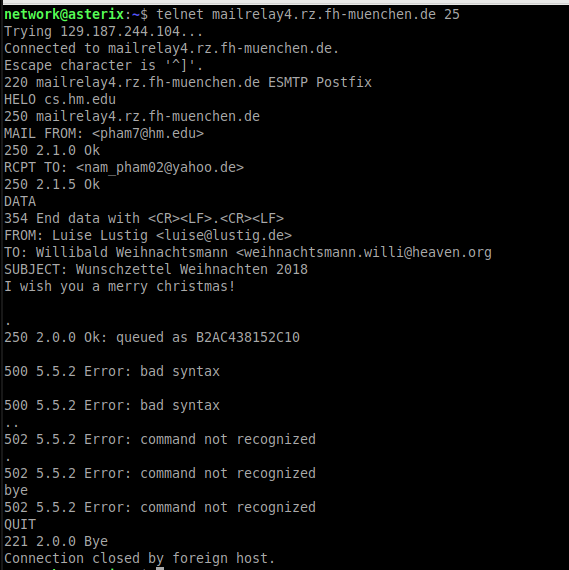 network@asterix:~$ telnet mailrelay4.rz.fh-muenchen.de 25
Trying 129.187.244.104...
Connected to mailrelay4.rz.fh-muenchen.de.
Escape character is '^]'.
220 mailrelay4.rz.fh-muenchen.de ESMTP Postfix
HELO cs.hm.edu
250 mailrelay4.rz.fh-muenchen.de
MAIL FROM: <pham7@hm.edu>
250 2.1.0 Ok
RCPT TO: <nam_pham02@yahoo.de>
250 2.1.5 Ok
DATA
354 End data with <CR><LF>.<CR><LF>
FROM: Luise Lustig <luise@lustig.de>
TO: Willibald Weihnachtsmann <weihnachtsmann.willi@heaven.org
SUBJECT: Wunschzettel Weihnachten 2018
I wish you a merry christmas!

.
250 2.0.0 Ok: queued as B2AC438152C10

500 5.5.2 Error: bad syntax

500 5.5.2 Error: bad syntax
..
502 5.5.2 Error: command not recognized
.
502 5.5.2 Error: command not recognized
bye
502 5.5.2 Error: command not recognized
QUIT
221 2.0.0 Bye
Connection closed by foreign host.